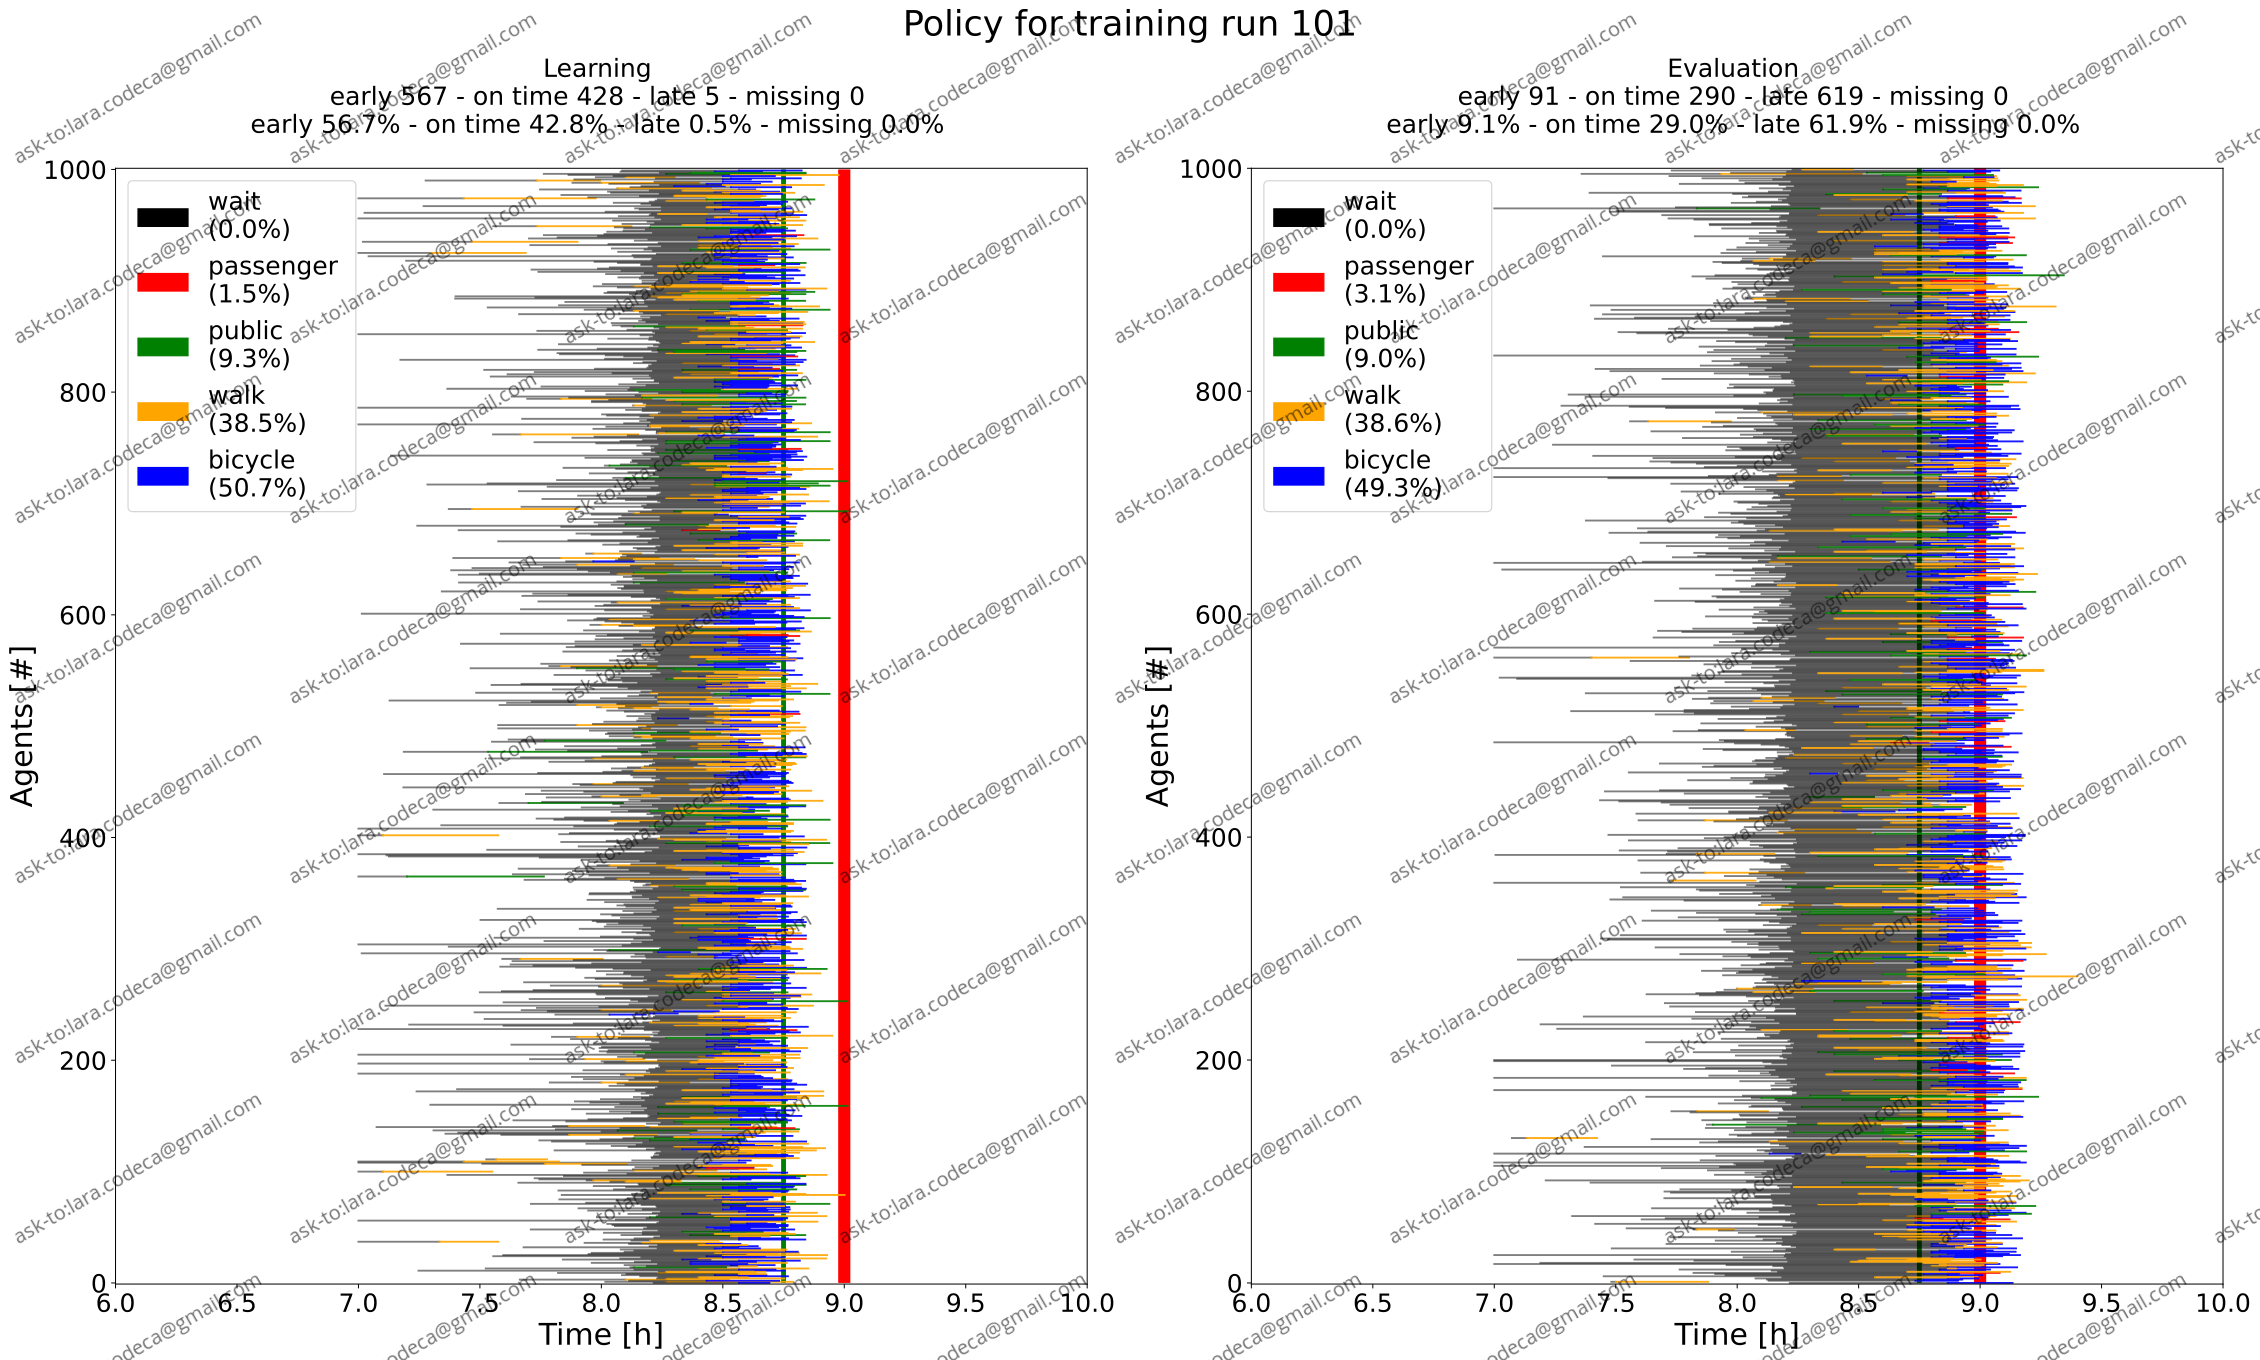 Policy for training run 101
Learning
early 567 - on time 428 - late 5 - missing 0
early 56.7% - on time 42.8% - late 0.5% - missing 0.0%
1000
800
600
400
200
0
Agents [#]
wait
(0.0%)
passenger
(1.5%)
public
(9.3%)
walk
(38.5%)
bicycle
(50.7%)
6.0 6.5 7.0 7.5 8.0 8.5 9.0 9.5 10.0
Time [h]
Evaluation
early 91 - on time 290 - late 619 - missing 0
early 9.1% - on time 29.0% - late 61.9% - missing 0.0%
1000
800
600
400
200
0
Agents [#]
wait
(0.0%)
passenger
(3.1%)
public
(9.0%)
walk
(38.6%)
bicycle
(49.3%)
6.0 6.5 7.0 7.5 8.0 8.5 9.0 9.5 10.0
Time [h]
ask-to:lara.codeca@gmail.com